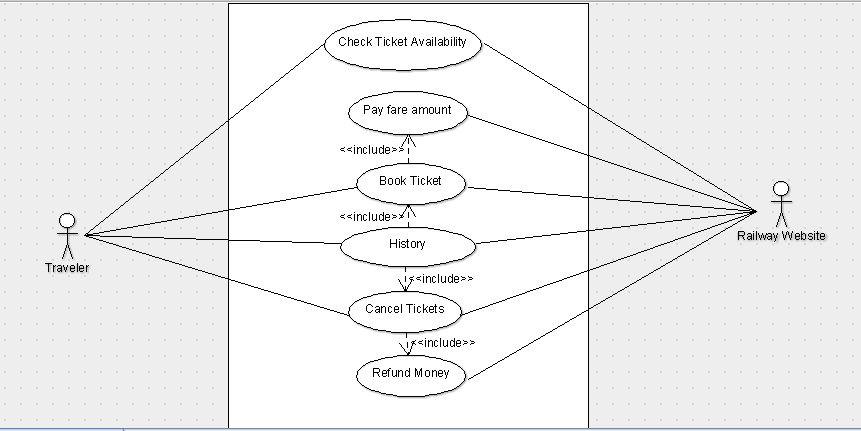 Check Ticket Availability
Pay fare amount
<<include>>
Book Ticket
<<include>>
History
<<include>>
Cancel Tickets
<<include>>
Refund Money
Traveler
Railway Website